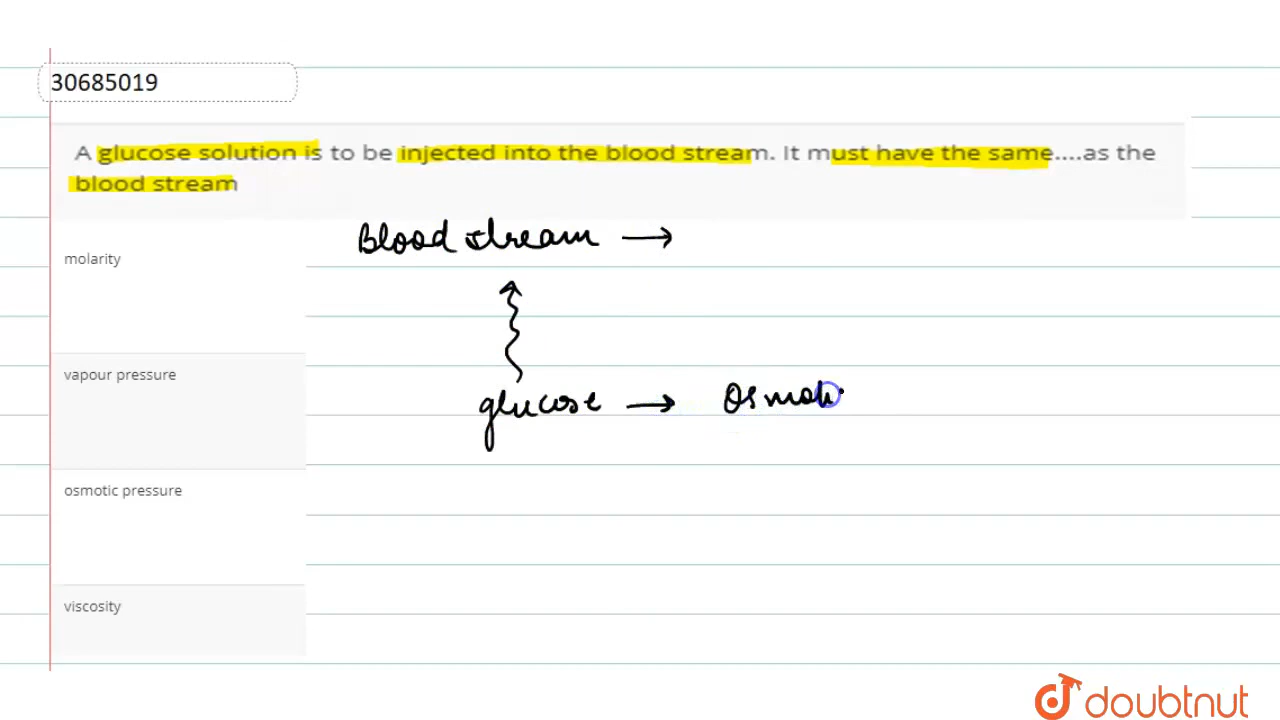 30685019
A glucose solution is to be injected into the blood stream. It must have the same....as the
blood stream
Blood stream →
molarity
vapour pressure
glucose → Osmoti
osmotic pressure
viscosity
doubtnut